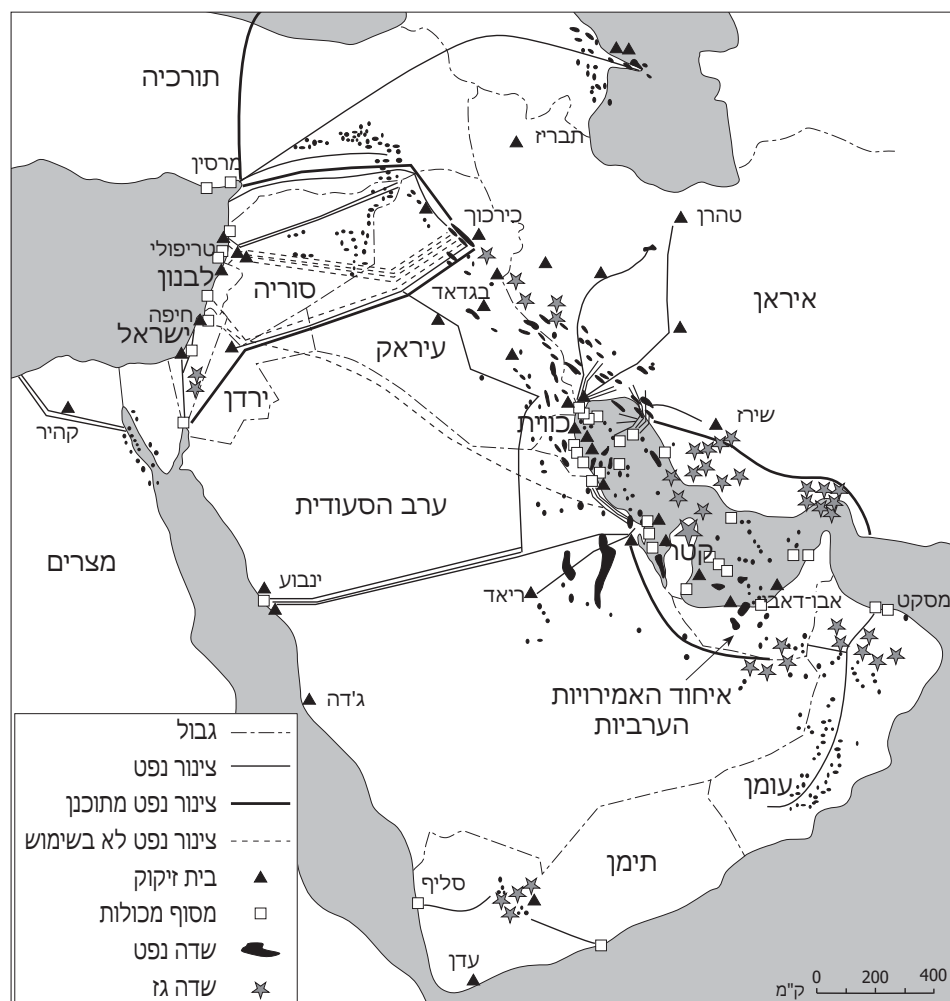 תורכיה
מרסין
תבריז
טהרן
כירכוך
טריפולי
לבנון
סוריה
בגדאד
איראן
חיפה
ישראל
עיראק
ירדן
קהיר
כווית
שירז
ערב הסעודית
מצרים
קטר
ינבוע
ריאד
אבו־דאבי
מסקט
איחוד האמירויות
הערביות
ג'דה
עומן
תימן
סליף
עדן
גבול
צינור נפט
צינור נפט מתוכנן
צינור נפט לא בשימוש
בית זיקוק
מסוף מכולות
שדה נפט
שדה גז
ק"מ 0 200 400